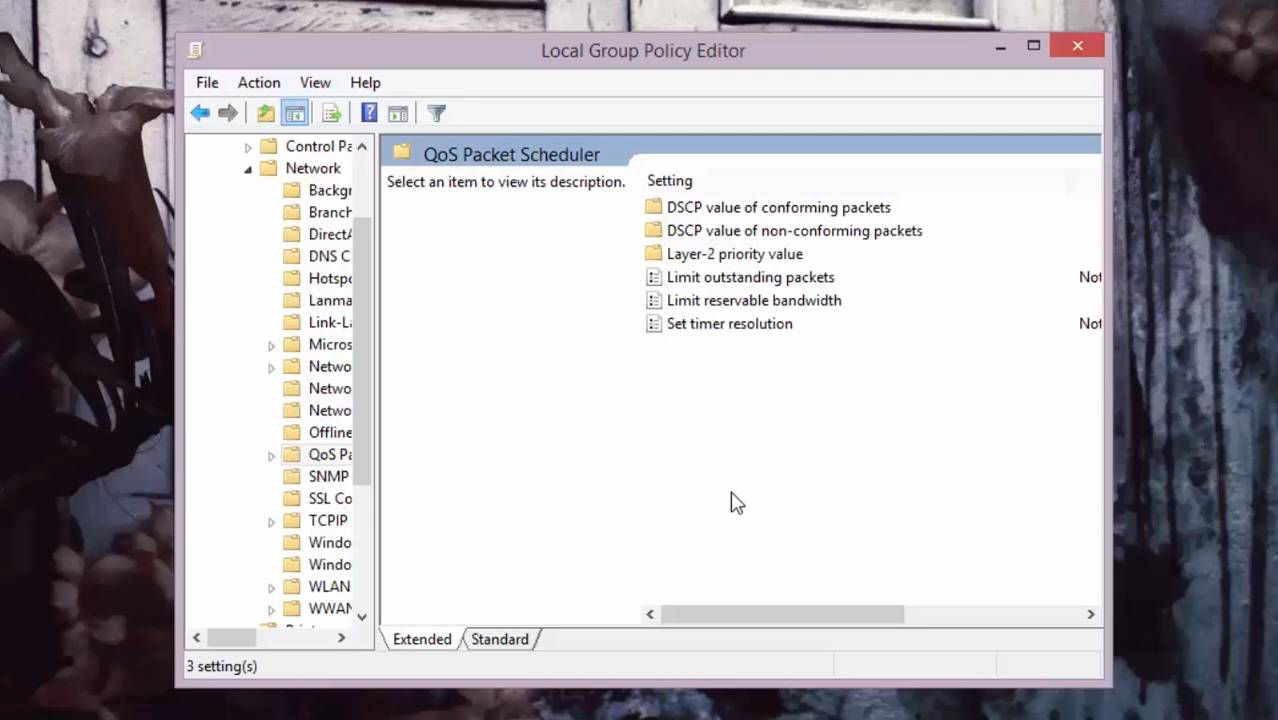 Local Group Policy Editor
File Action View Help
Control Pa
Network
Backgr
Branch
DirectA
DNS C
Hotspo
Lanma
Link-La
Micros
Netwo
Netwo
Netwo
Offline
QoS Pa
SNMP
SSL Co
TCPIP
Windo
Windo
WLAN
WWAN
QoS Packet Scheduler
Select an item to view its description.
Setting
DSCP value of conforming packets
DSCP value of non-conforming packets
Layer-2 priority value
Limit outstanding packets Not
Limit reservable bandwidth
Set timer resolution Not
Extended Standard
3 setting(s)